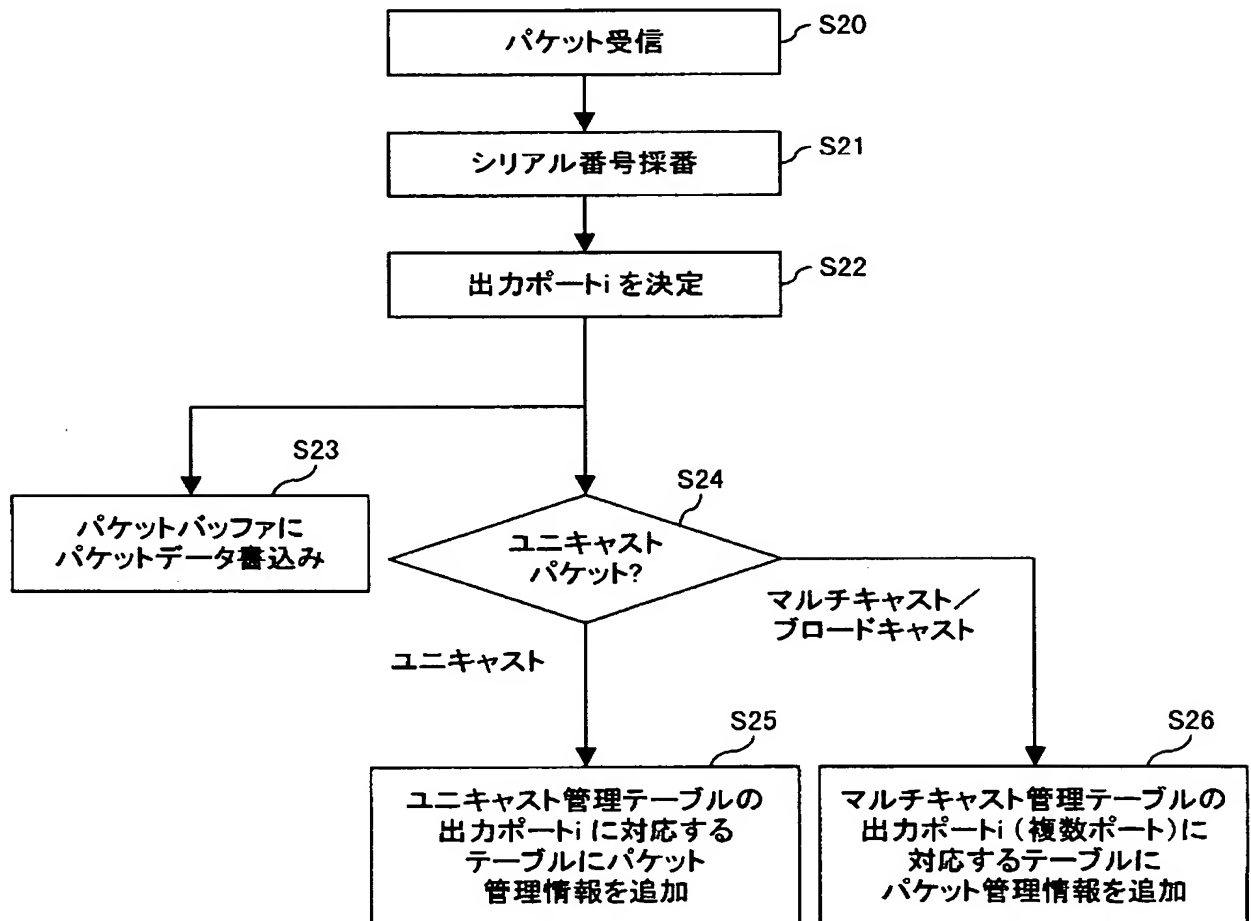 パケット受信
S20
シリアル番号採番
S21
出力ポートi を決定
S22
S23
パケットバッファに
パケットデータ書込み
S24
ユニキャスト
パケット?
マルチキャスト／
ブロードキャスト
ユニキャスト
S25
ユニキャスト管理テーブルの
出力ポートi に対応する
テーブルにパケット
管理情報を追加
S26
マルチキャスト管理テーブルの
出力ポートi（複数ポート）に
対応するテーブルに
パケット管理情報を追加